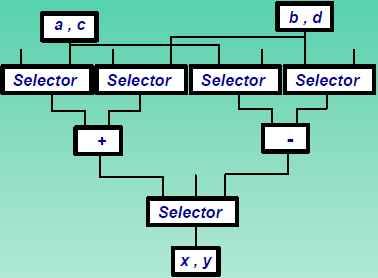 a , c
b , d
Selector
Selector
Selector
Selector
+
-
Selector
x , y